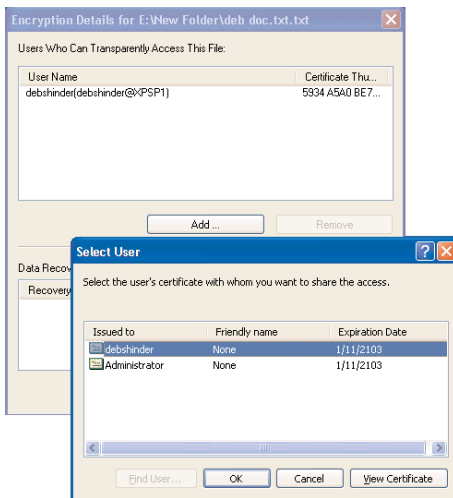 Encryption Details for E:\New Folder\deb doc.txt.txt
Users Who Can Transparently Access This File:
User Name Certificate Thu...
debshinder(debshinder@XPSP1) 5934 A5A0 BE7...
Add ... Remove
Data Recov
Recovery
Select User
Select the user's certificate with whom you want to share the access.
Issued to Friendly name Expiration Date
debshinder None 1/11/2103
Administrator None 1/11/2103
Find User... OK Cancel View Certificate